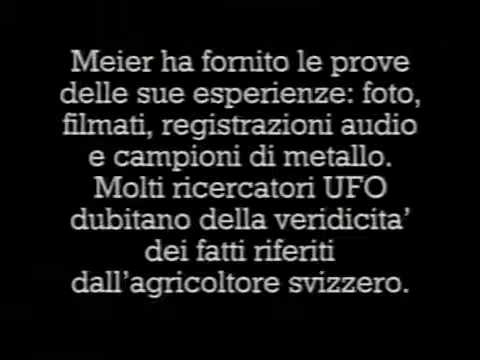 Meier ha fornito le prove
delle sue esperienze: foto,
filmati, registrazioni audio
e campioni di metallo.
Molti ricercatori UFO
dubitano della veridicita’
dei fatti riferiti
dall’agricoltore svizzero.